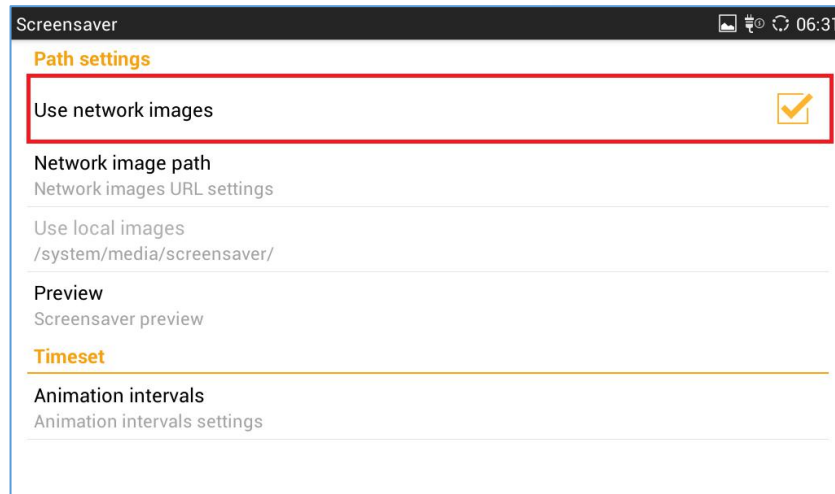 Screensaver 06:31
Path settings
Use network images
Network image path
Network images URL settings
Use local images
/system/media/screensaver/
Preview
Screensaver preview
Timeset
Animation intervals
Animation intervals settings